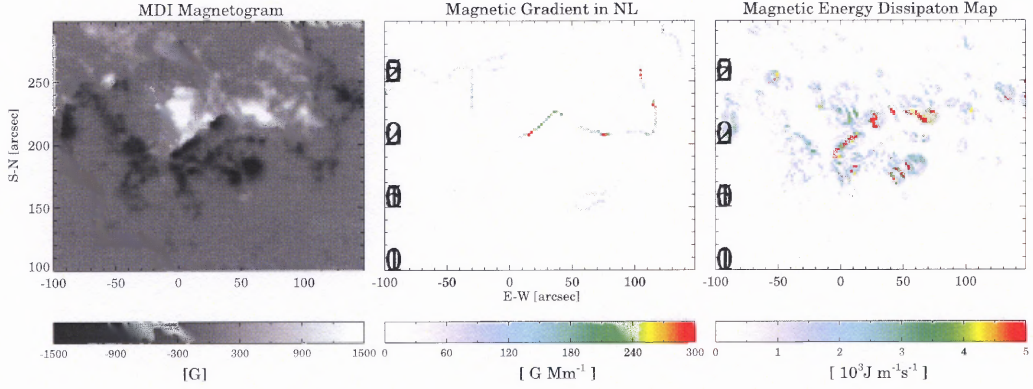 MDI Magnetogram
Magnetic Gradient in NL
Magnetic Energy Dissipaton Map
S-N [arcsec]
250
200
150
100
-100 -50 0 50 100
-100 -50 0 50 100
-100 -50 0 50 100
E-W [arcsec]
-1500 -900 -300 300 900 1500
0 60 120 180 240 300
0 1 2 3 4 5
[G]
[ G Mm⁻¹ ]
[ 10³J m⁻¹s⁻¹ ]